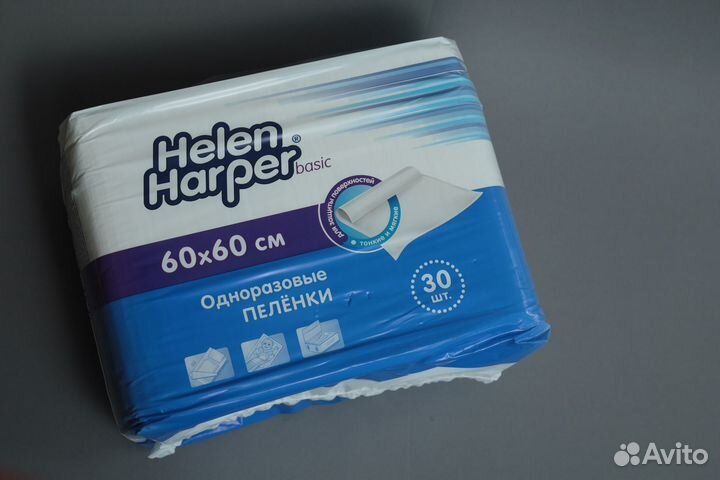 Helen
Harper®
basic
для защиты поверхностей
• тонкие и мягкие
60x60 см
Одноразовые
ПЕЛЁНКИ
30
шт.
Avito